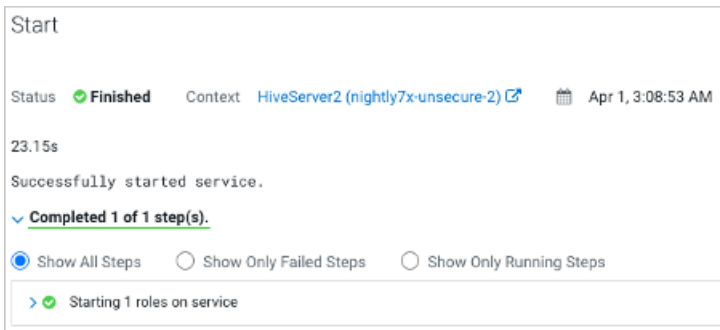 Start
Status Finished Context HiveServer2 (nightly7x-unsecure-2) Apr 1, 3:08:53 AM
23.15s
Successfully started service.
Completed 1 of 1 step(s).
Show All Steps Show Only Failed Steps Show Only Running Steps
Starting 1 roles on service